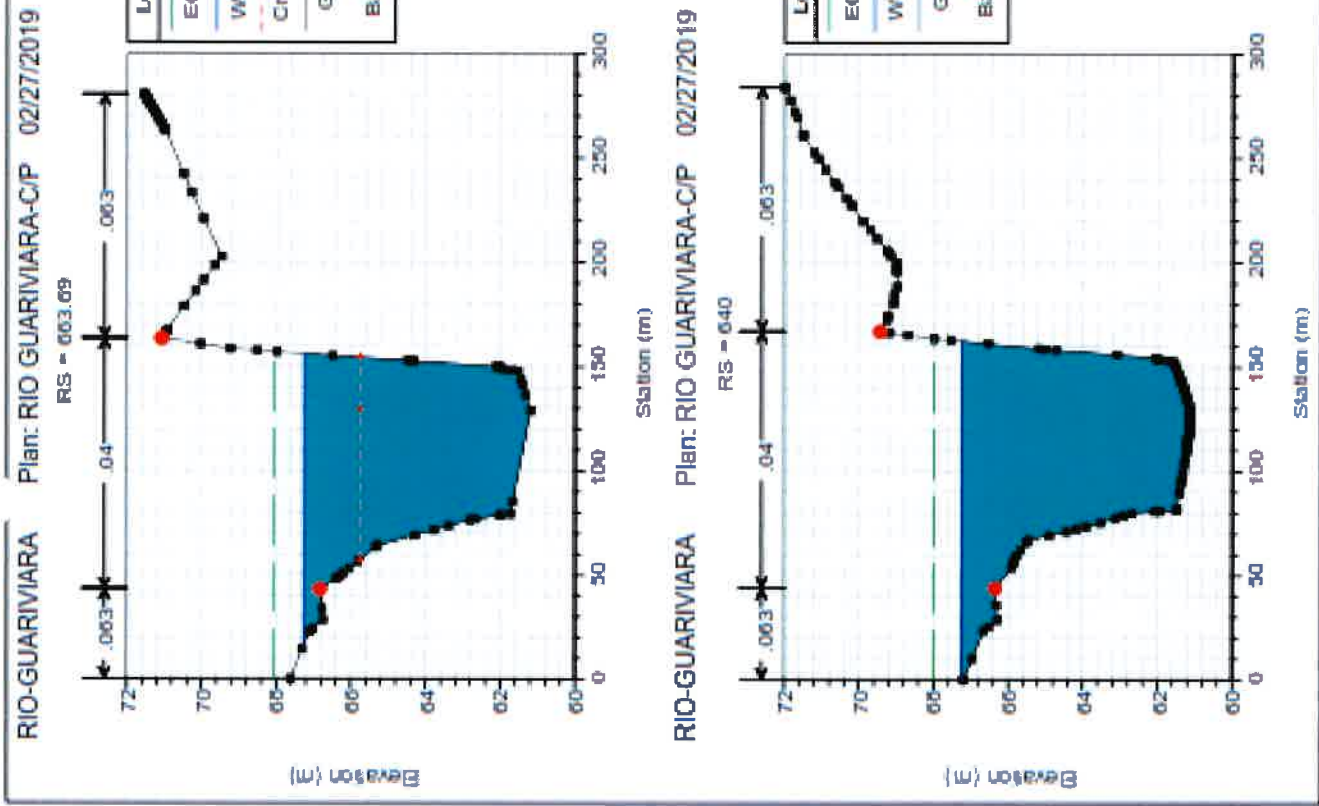 RIO-GUARIVIARA Plan: RIO GUARIVIARA-C/P 02/27/2019
RS = 663.69
.063 .04 .063
72
70
68
66
64
62
60
0 50 100 150 200 250 300
Station (m)
Elevation (m)
RIO-GUARIVIARA Plan: RIO GUARIVIARA-C/P 02/27/2019
RS = 640
.063 .04 .063
72
70
68
66
64
62
60
0 50 100 150 200 250 300
Station (m)
Elevation (m)